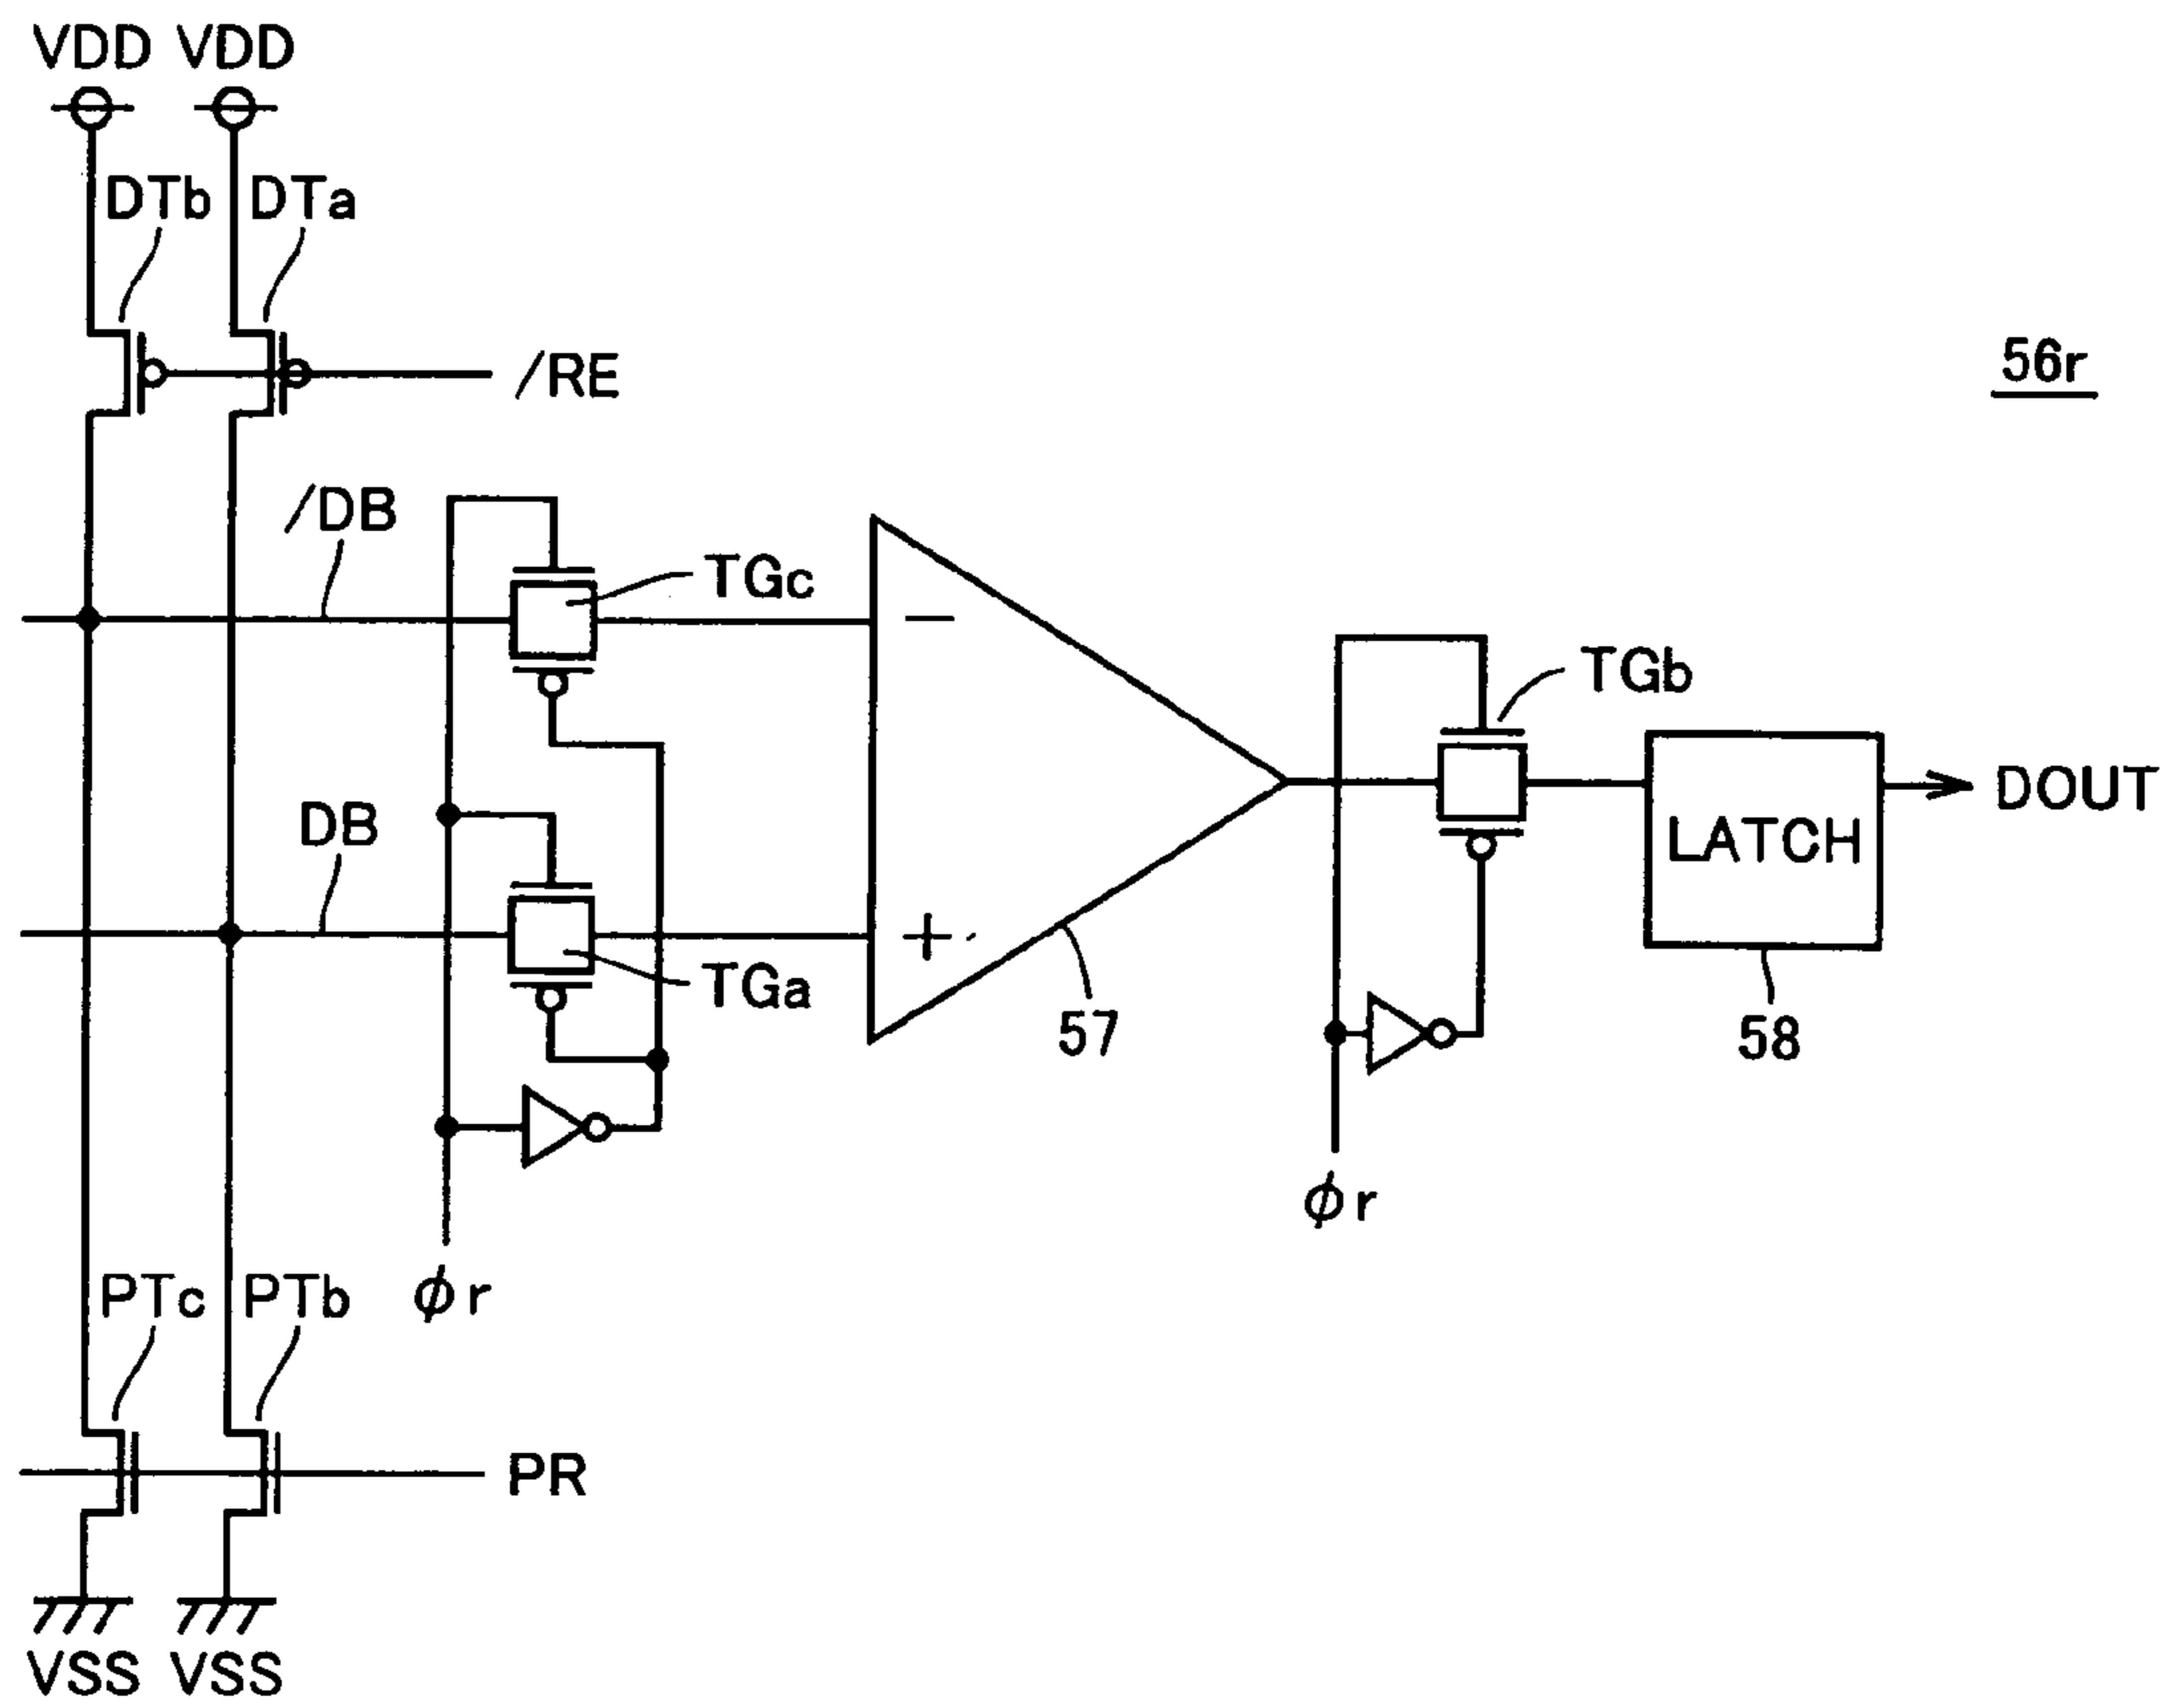 VDD VDD
DTb DTa
/RE
56r
/DB
TGc
TGb
DB
LATCH
DOUT
TGa
57
58
φr
φr
PTc PTb
PR
VSS VSS